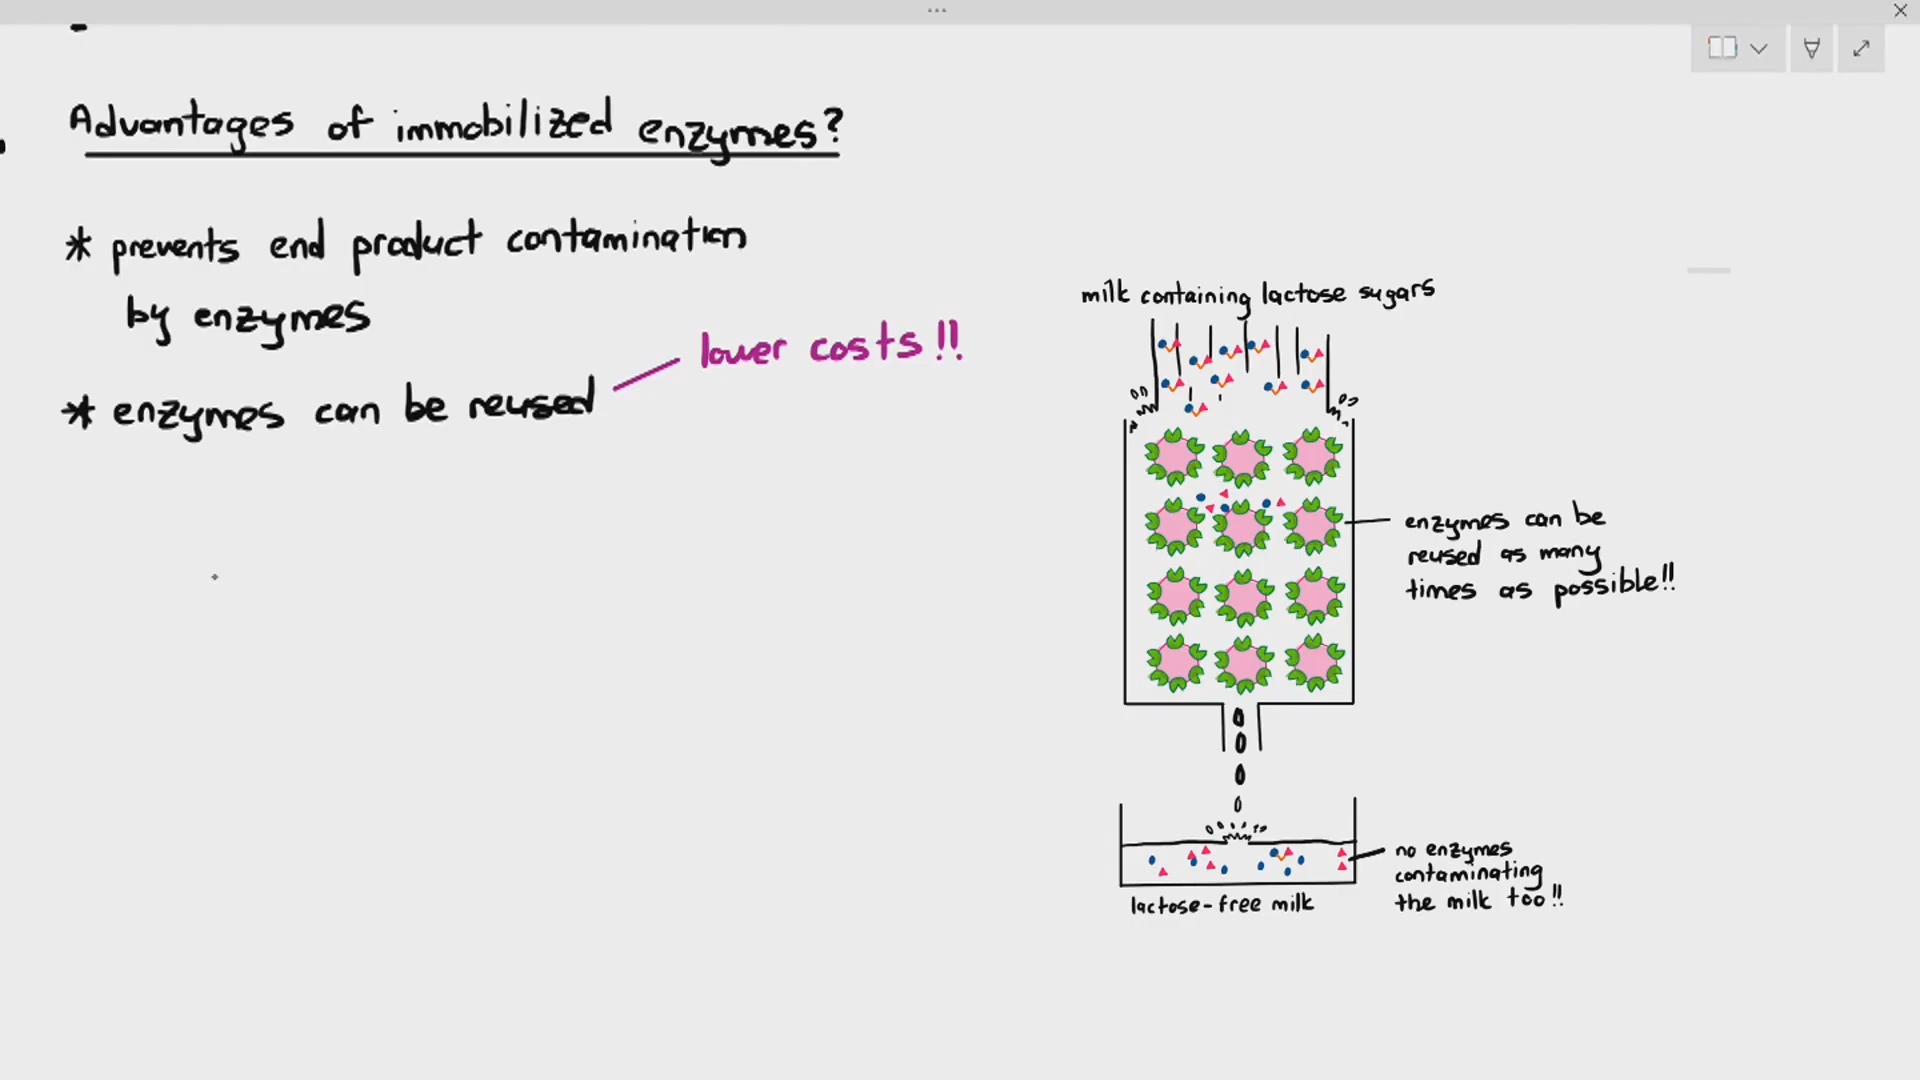 Advantages of immobilized enzymes?
* prevents end product contamination
by enzymes
* enzymes can be reused
lower costs!!
milk containing lactose sugars
enzymes can be
reused as many
times as possible!!
no enzymes
contaminating
the milk too!!
lactose-free milk